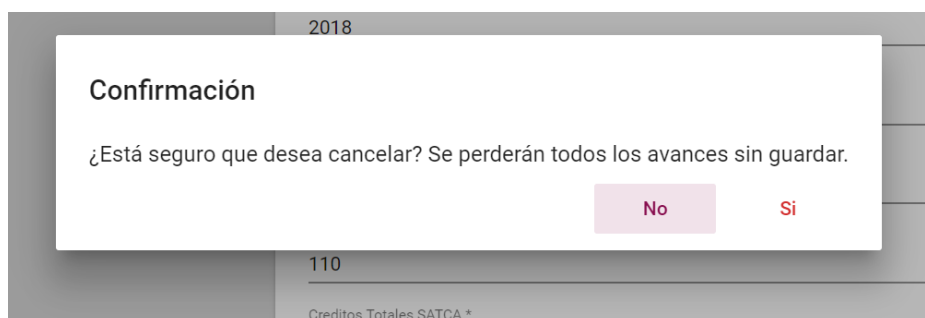 2018
Confirmación
¿Está seguro que desea cancelar? Se perderán todos los avances sin guardar.
No Si
110
Creditos Totales SATCA *